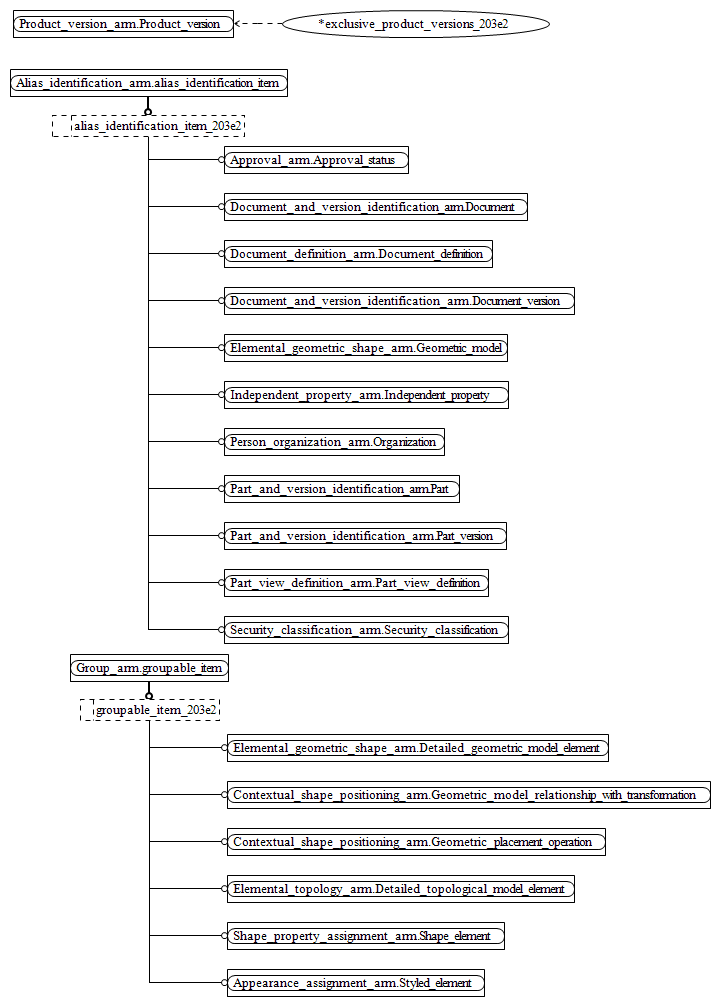 Product_version_arm.Product_version
*exclusive_product_versions_203e2
Alias_identification_arm.alias_identification_item
alias_identification_item_203e2
Approval_arm.Approval_status
Document_and_version_identification_arm.Document
Document_definition_arm.Document_definition
Document_and_version_identification_arm.Document_version
Elemental_geometric_shape_arm.Geometric_model
Independent_property_arm.Independent_property
Person_organization_arm.Organization
Part_and_version_identification_arm.Part
Part_and_version_identification_arm.Part_version
Part_view_definition_arm.Part_view_definition
Security_classification_arm.Security_classification
Group_arm.groupable_item
groupable_item_203e2
Elemental_geometric_shape_arm.Detailed_geometric_model_element
Contextual_shape_positioning_arm.Geometric_model_relationship_with_transformation
Contextual_shape_positioning_arm.Geometric_placement_operation
Elemental_topology_arm.Detailed_topological_model_element
Shape_property_assignment_arm.Shape_element
Appearance_assignment_arm.Styled_element